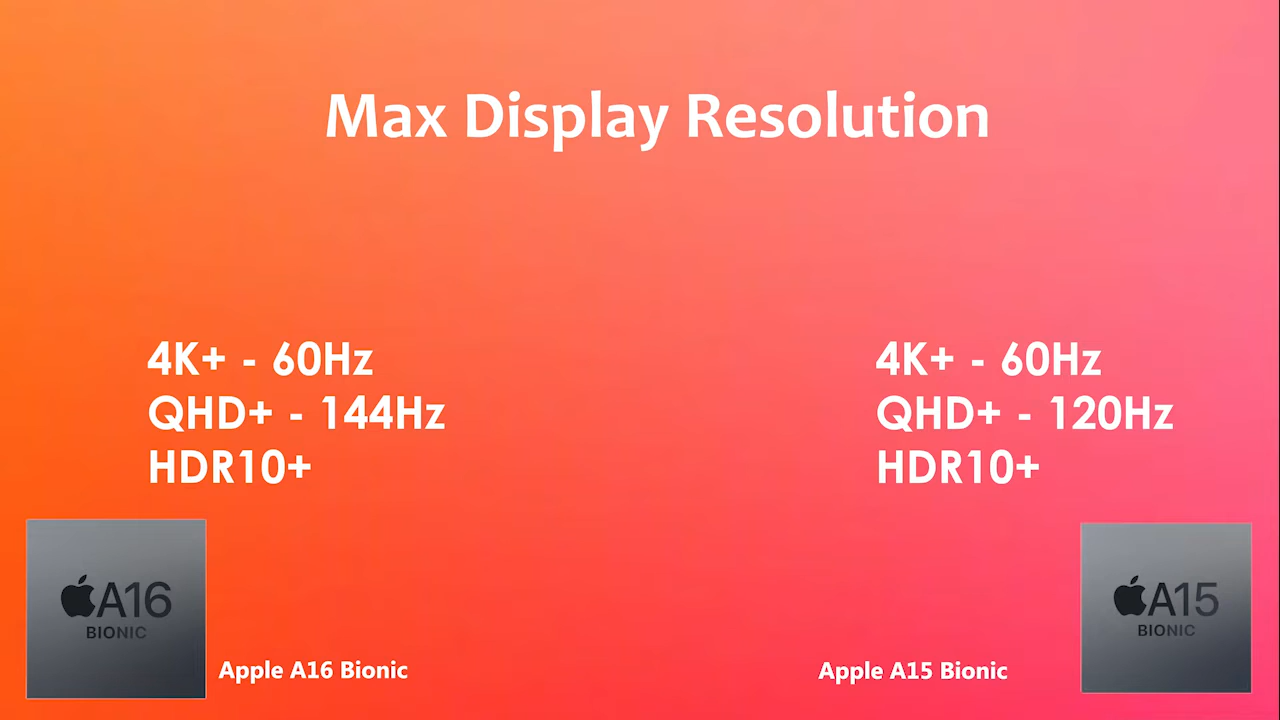 Max Display Resolution
4K+ - 60Hz
QHD+ - 144Hz
HDR10+
4K+ - 60Hz
QHD+ - 120Hz
HDR10+
A16
BIONIC
Apple A16 Bionic
Apple A15 Bionic
A15
BIONIC